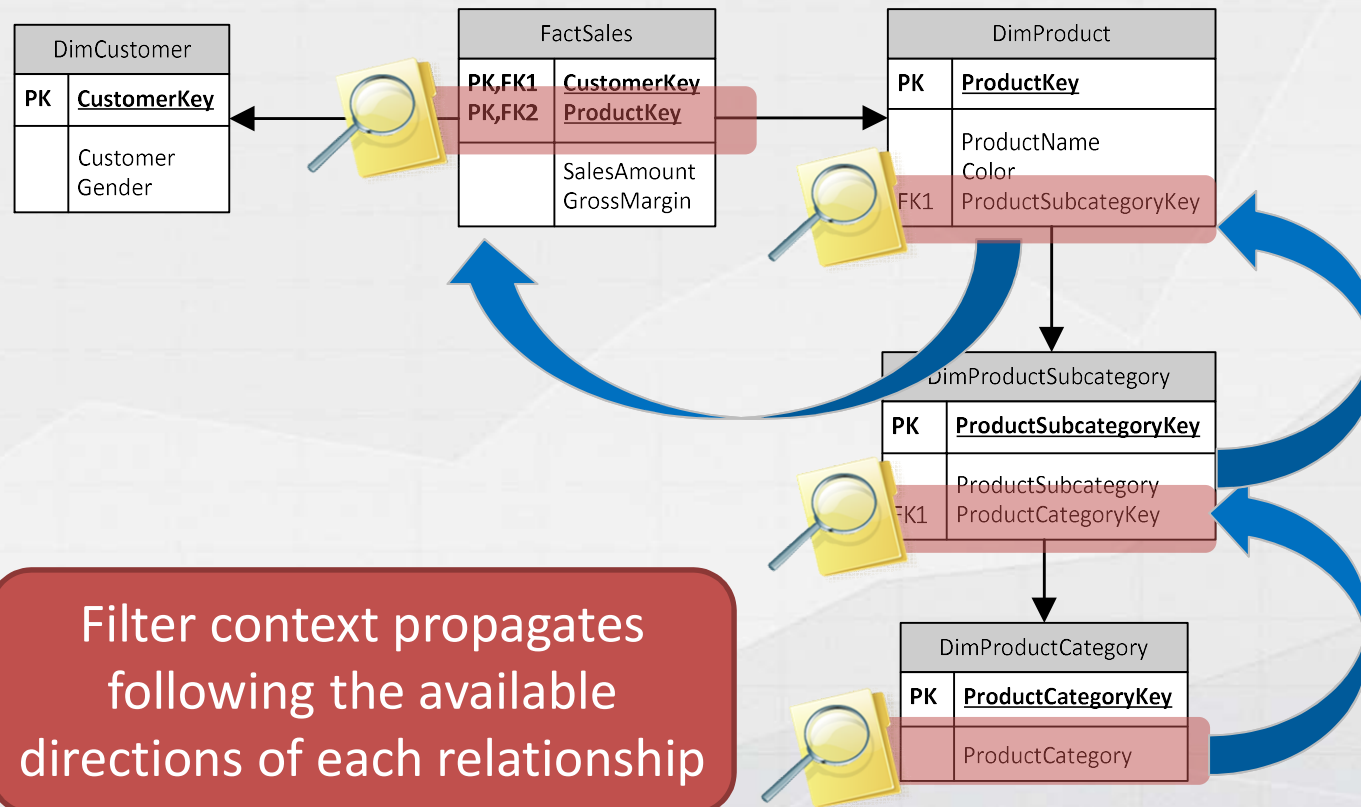 DimCustomer
PK CustomerKey
Customer
Gender
FactSales
PK,FK1 CustomerKey
PK,FK2 ProductKey
SalesAmount
GrossMargin
DimProduct
PK ProductKey
ProductName
Color
FK1 ProductSubcategoryKey
DimProductSubcategory
PK ProductSubcategoryKey
ProductSubcategory
FK1 ProductCategoryKey
DimProductCategory
PK ProductCategoryKey
ProductCategory
Filter context propagates
following the available
directions of each relationship